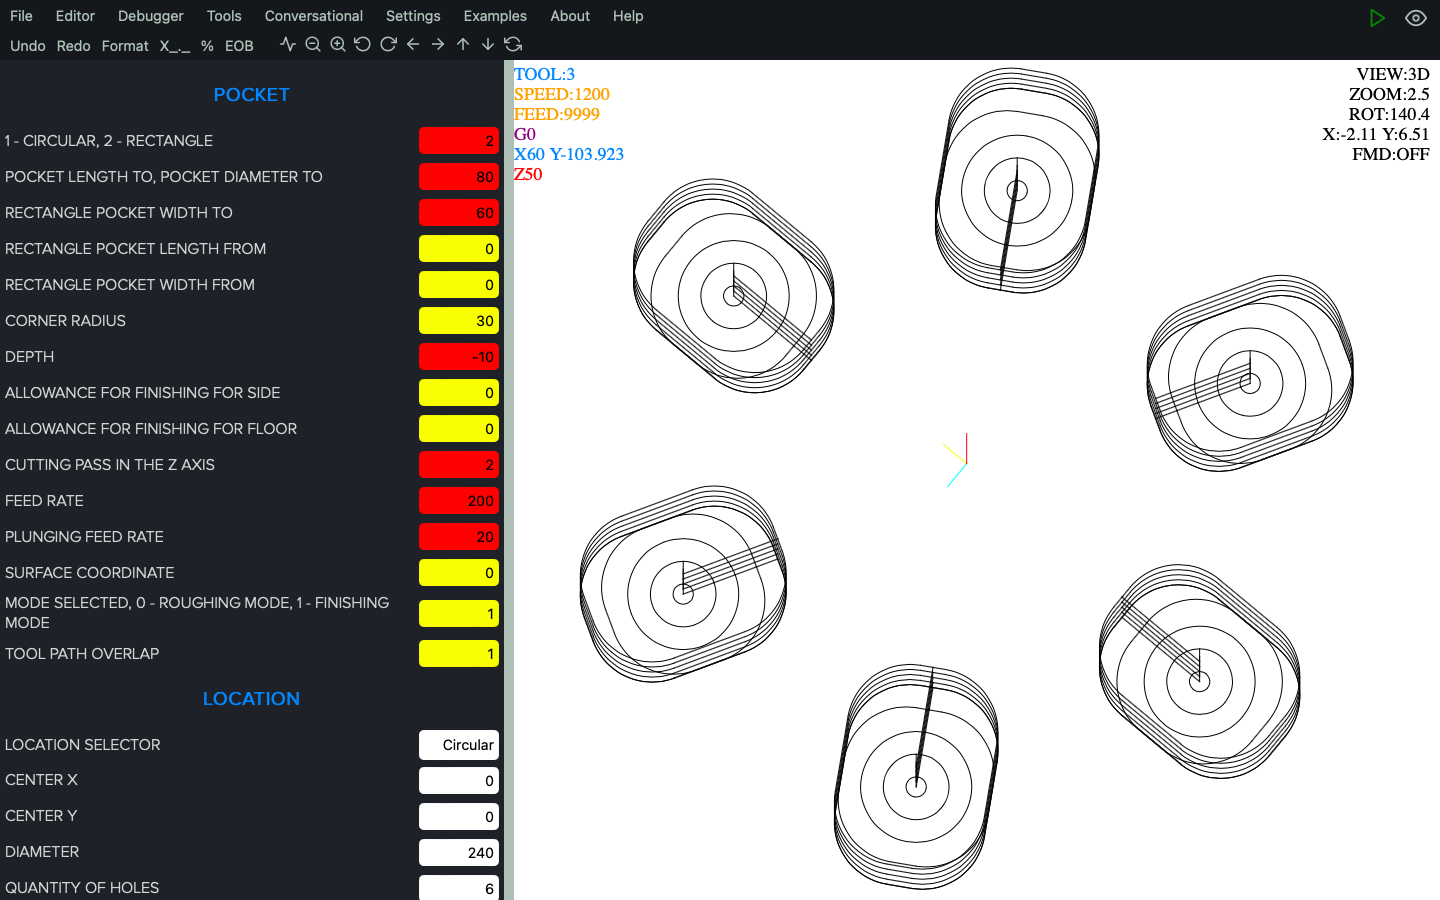 File Editor Debugger Tools Conversational Settings Examples About Help
Undo Redo Format X_._ % EOB
POCKET
1 - CIRCULAR, 2 - RECTANGLE 2
POCKET LENGTH TO, POCKET DIAMETER TO 80
RECTANGLE POCKET WIDTH TO 60
RECTANGLE POCKET LENGTH FROM 0
RECTANGLE POCKET WIDTH FROM 0
CORNER RADIUS 30
DEPTH -10
ALLOWANCE FOR FINISHING FOR SIDE 0
ALLOWANCE FOR FINISHING FOR FLOOR 0
CUTTING PASS IN THE Z AXIS 2
FEED RATE 200
PLUNGING FEED RATE 20
SURFACE COORDINATE 0
MODE SELECTED, 0 - ROUGHING MODE, 1 - FINISHING
MODE 1
TOOL PATH OVERLAP 1
LOCATION
LOCATION SELECTOR Circular
CENTER X 0
CENTER Y 0
DIAMETER 240
QUANTITY OF HOLES 6
TOOL:3
SPEED:1200
FEED:9999
G0
X60 Y-103.923
Z50
VIEW:3D
ZOOM:2.5
ROT:140.4
X:-2.11 Y:6.51
FMD:OFF